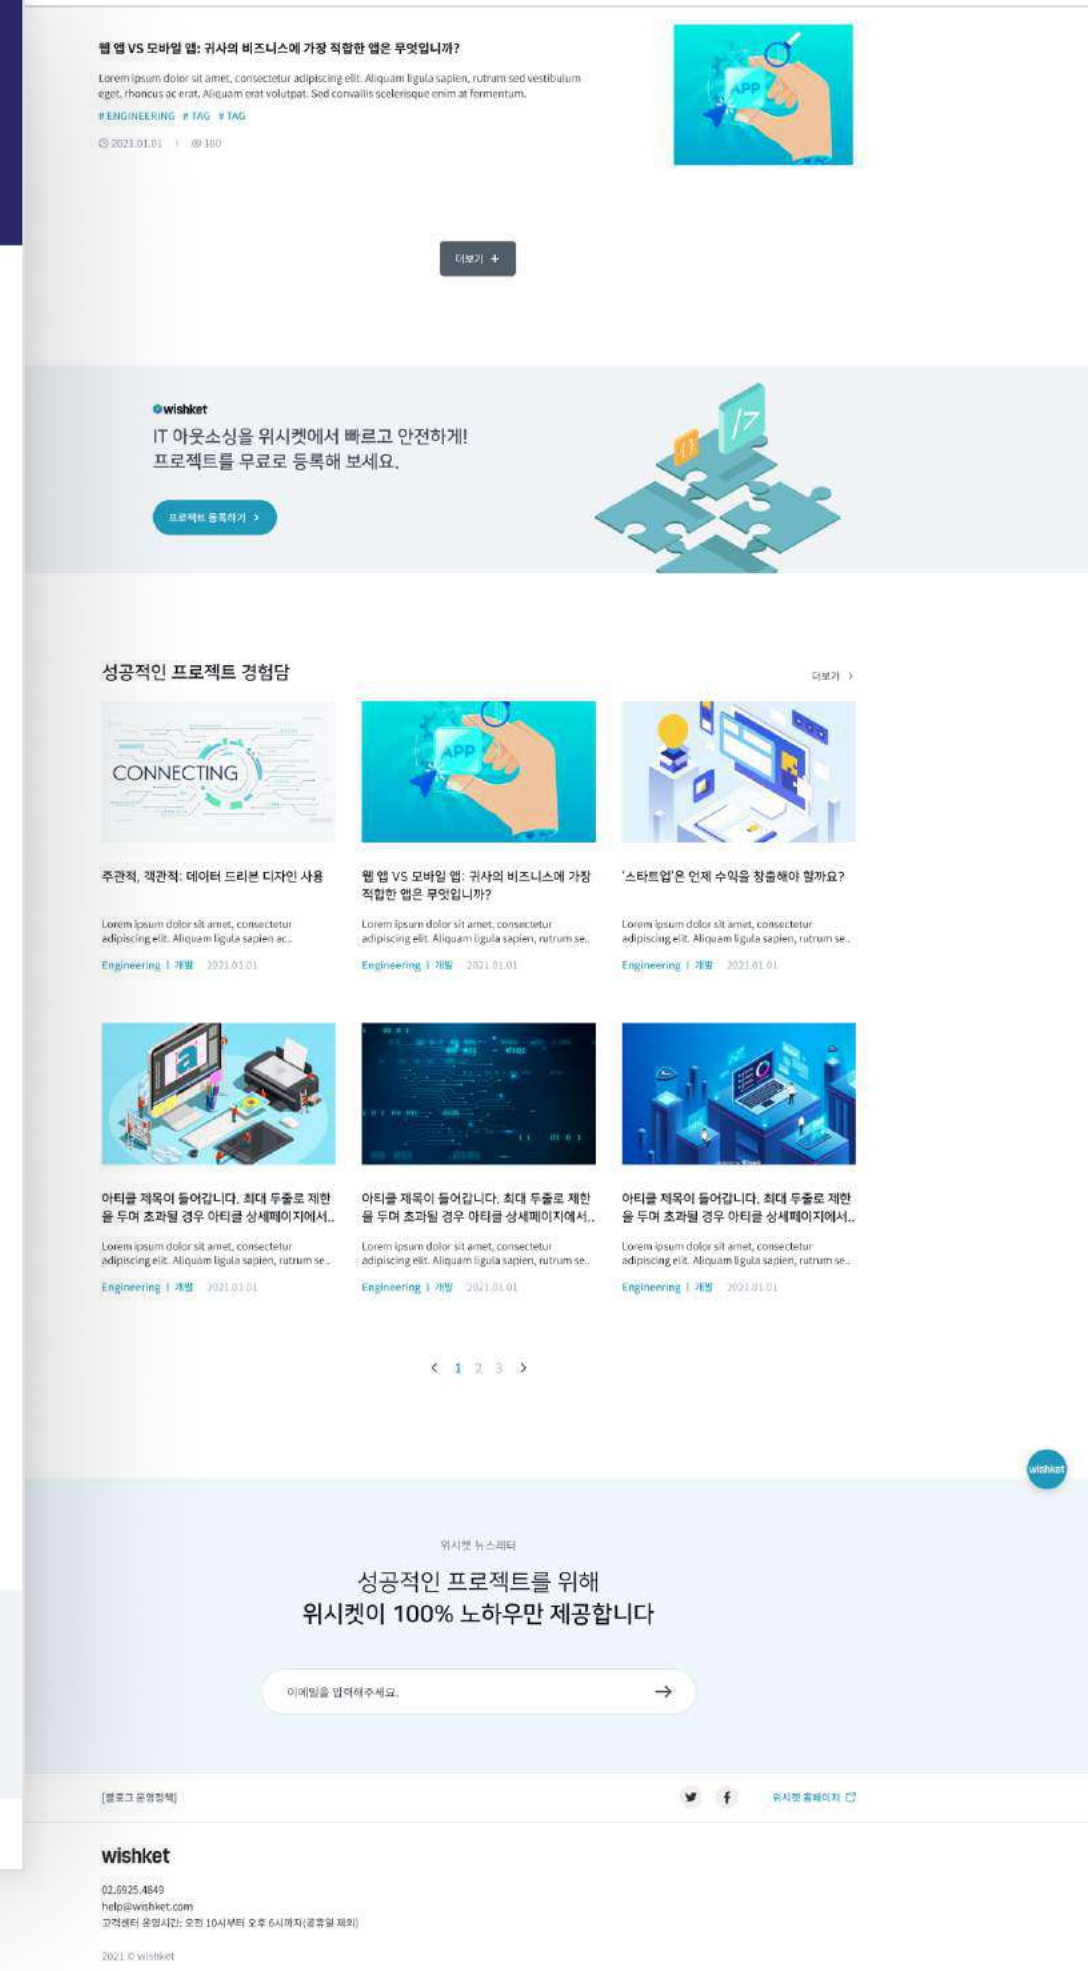 웹 앱 VS 모바일 앱: 귀사의 비즈니스에 가장 적합한 앱은 무엇입니까?
Lorem ipsum dolor sit amet, consectetur adipiscing elit. Aliquam ligula sapien, rutrum sed vestibulum
eget, rhoncus ac erat. Aliquam erat volutpat. Sed convallis scelerisque enim at fermentum.
# ENGINEERING # TAG # TAG
2021.01.01 | 100
APP
더보기 +
wishket
IT 아웃소싱을 위시켓에서 빠르고 안전하게!
프로젝트를 무료로 등록해 보세요.
프로젝트 등록하기 >
성공적인 프로젝트 경험담
더보기 >
CONNECTING
APP
주관적, 객관적: 데이터 드리븐 디자인 사용
Lorem ipsum dolor sit amet, consectetur
adipiscing elit. Aliquam ligula sapien ac..
Engineering | 개발 2021.01.01
웹 앱 VS 모바일 앱: 귀사의 비즈니스에 가장
적합한 앱은 무엇입니까?
Lorem ipsum dolor sit amet, consectetur
adipiscing elit. Aliquam ligula sapien, rutrum se..
Engineering | 개발 2021.01.01
'스타트업'은 언제 수익을 창출해야 할까요?
Lorem ipsum dolor sit amet, consectetur
adipiscing elit. Aliquam ligula sapien, rutrum se..
Engineering | 개발 2021.01.01
a
아티클 제목이 들어갑니다. 최대 두줄로 제한
을 두며 초과될 경우 아티클 상세페이지에서..
Lorem ipsum dolor sit amet, consectetur
adipiscing elit. Aliquam ligula sapien, rutrum se..
Engineering | 개발 2021.01.01
아티클 제목이 들어갑니다. 최대 두줄로 제한
을 두며 초과될 경우 아티클 상세페이지에서..
Lorem ipsum dolor sit amet, consectetur
adipiscing elit. Aliquam ligula sapien, rutrum se..
Engineering | 개발 2021.01.01
아티클 제목이 들어갑니다. 최대 두줄로 제한
을 두며 초과될 경우 아티클 상세페이지에서..
Lorem ipsum dolor sit amet, consectetur
adipiscing elit. Aliquam ligula sapien, rutrum se..
Engineering | 개발 2021.01.01
< 1 2 3 >
wishket
위시켓 뉴스레터
성공적인 프로젝트를 위해
위시켓이 100% 노하우만 제공합니다
이메일을 입력해주세요.
[블로그 운영정책]
위시켓 홈페이지
wishket
02.6925.4849
help@wishket.com
고객센터 운영시간: 오전 10시부터 오후 6시까지(공휴일 제외)
2021 © wishket